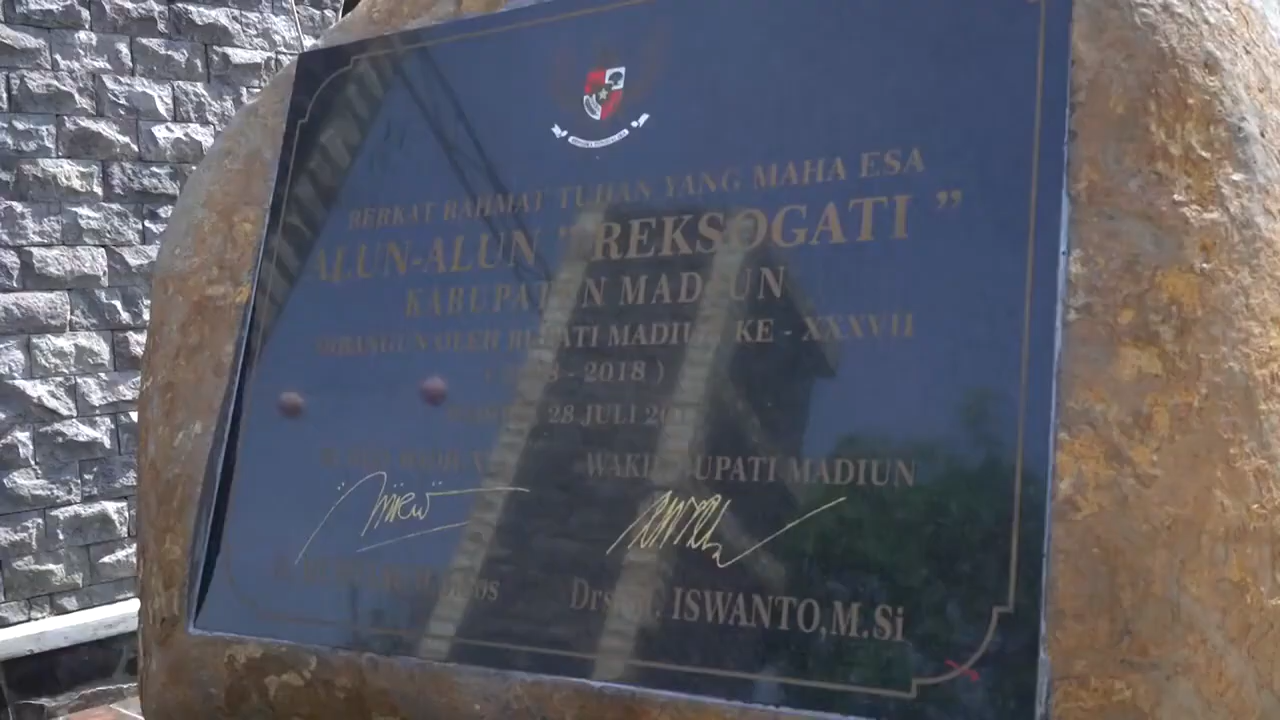 BERKAT RAHMAT TUHAN YANG MAHA ESA
ALUN-ALUN " REKSOGATI "
KABUPATEN MADIUN
DIBANGUN OLEH BUPATI MADIUN KE - XXXVII
- 2018 )
28 JULI
WAKIL BUPATI MADIUN
ISWANTO,M.Si